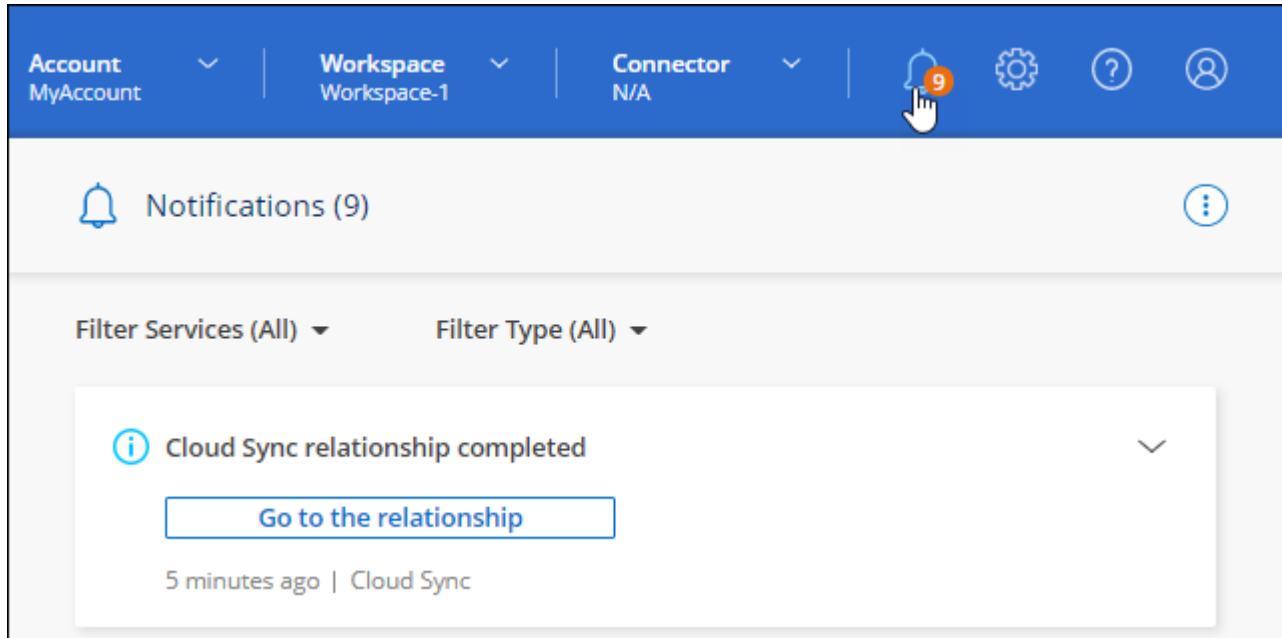 Account
MyAccount
Workspace
Workspace-1
Connector
N/A
9
?
Notifications (9)
Filter Services (All)
Filter Type (All)
i
Cloud Sync relationship completed
Go to the relationship
5 minutes ago | Cloud Sync